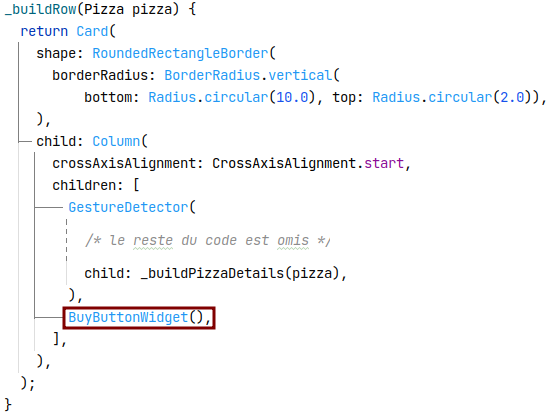 _buildRow(Pizza pizza) {
  return Card(
    shape: RoundedRectangleBorder(
      borderRadius: BorderRadius.vertical(
          bottom: Radius.circular(10.0), top: Radius.circular(2.0)),
    ),
    child: Column(
      crossAxisAlignment: CrossAxisAlignment.start,
      children: [
        GestureDetector(
          /* le reste du code est omis */
          child: _buildPizzaDetails(pizza),
        ),
        BuyButtonWidget(),
      ],
    ),
  );
}